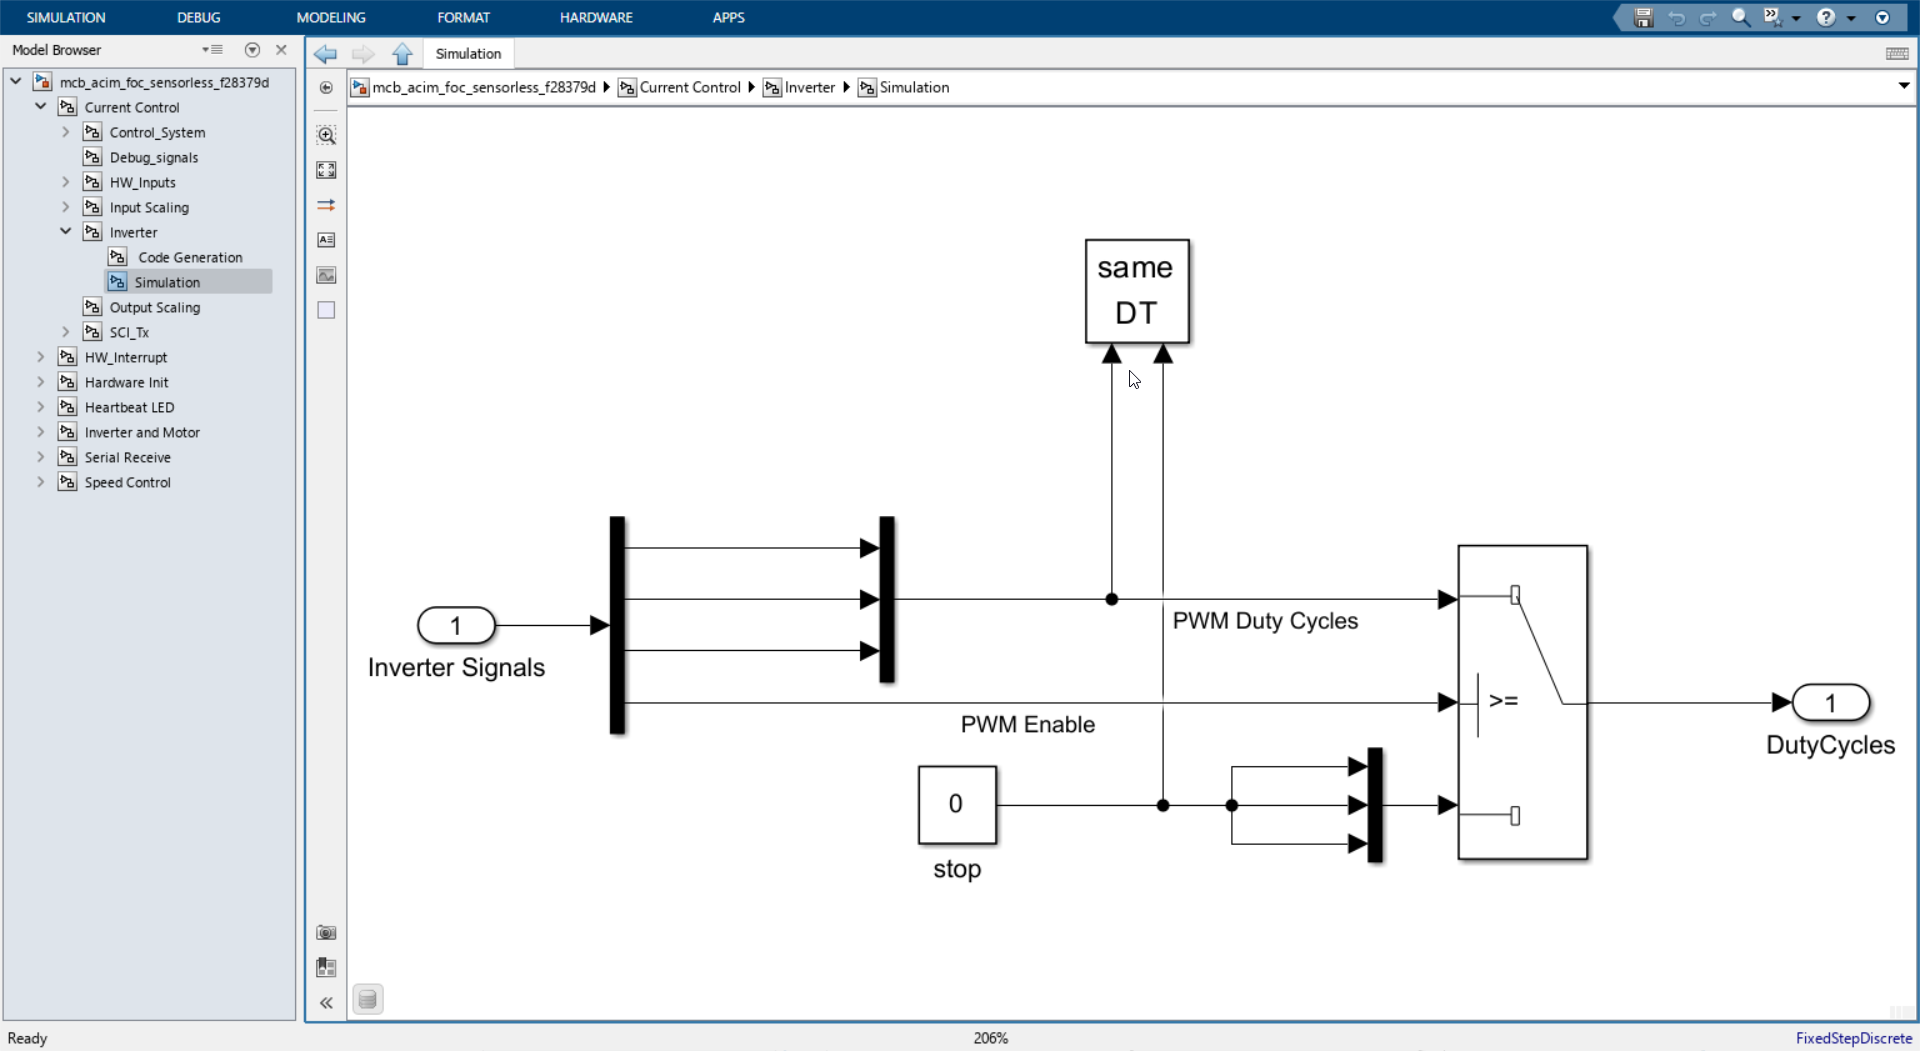 SIMULATION DEBUG MODELING FORMAT HARDWARE APPS
Model Browser
Simulation
mcb_acim_foc_sensorless_f28379d Current Control Inverter Simulation
mcb_acim_foc_sensorless_f28379d
Current Control
Control_System
Debug_signals
HW_Inputs
Input Scaling
Inverter
Code Generation
Simulation
Output Scaling
SCI_Tx
HW_Interrupt
Hardware Init
Heartbeat LED
Inverter and Motor
Serial Receive
Speed Control
same
DT
1
Inverter Signals
PWM Duty Cycles
PWM Enable
>=
1
DutyCycles
0
stop
Ready
206%
FixedStepDiscrete